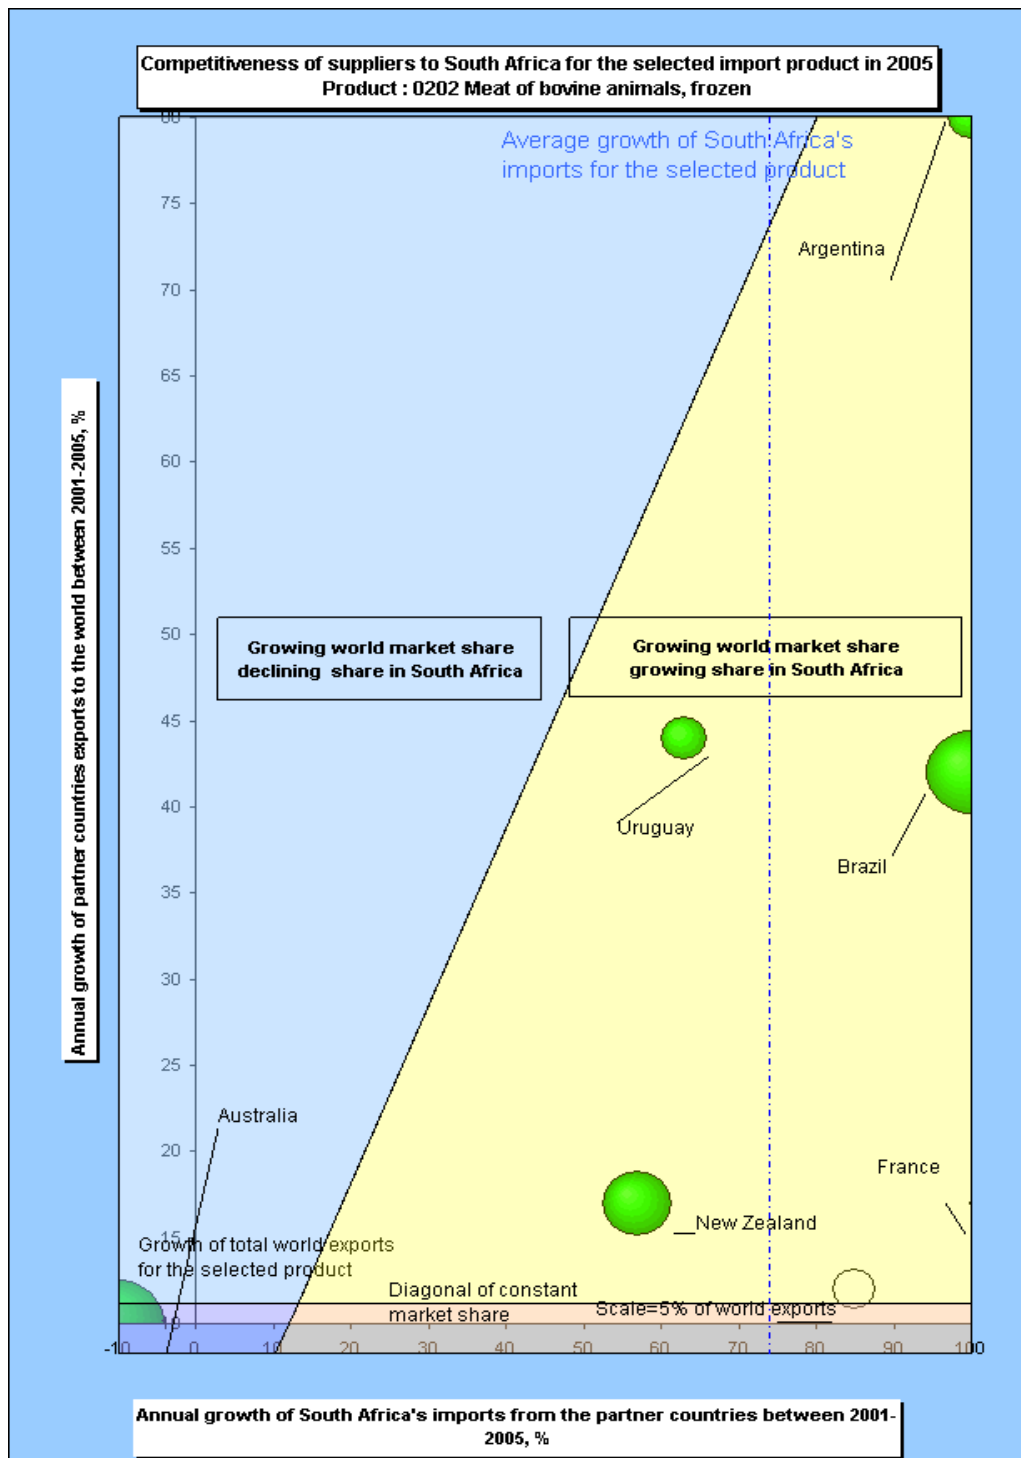 Competitiveness of suppliers to South Africa for the selected import product in 2005
Product : 0202 Meat of bovine animals, frozen
80
Average growth of South Africa's
imports for the selected product
75
Argentina
70
65
60
55
50
Growing world market share
declining share in South Africa
Growing world market share
growing share in South Africa
45
40
Uruguay
Brazil
35
30
25
Annual growth of partner countries exports to the world between 2001-2005, %
Australia
20
France
New Zealand
15
Growth of total world exports
for the selected product
Diagonal of constant
market share
Scale=5% of world exports
10
-10 0 10 20 30 40 50 60 70 80 90 100
Annual growth of South Africa's imports from the partner countries between 2001-
2005, %